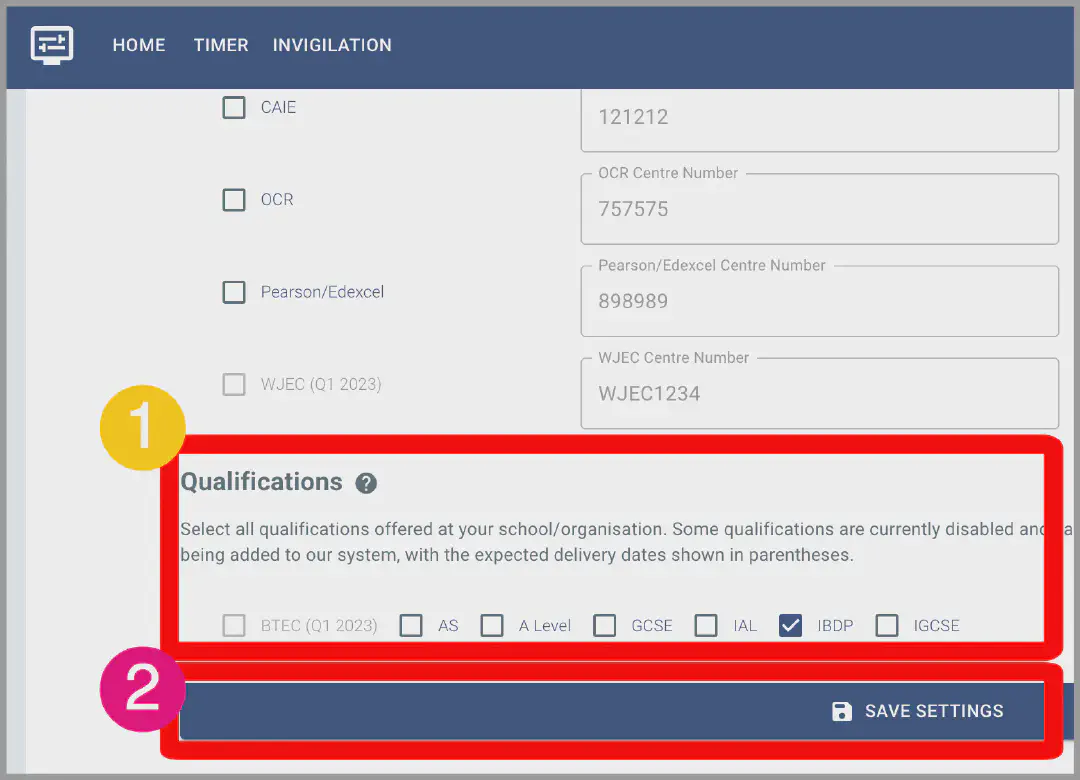 HOME TIMER INVIGILATION
CAIE
121212
OCR
OCR Centre Number
757575
Pearson/Edexcel
Pearson/Edexcel Centre Number
898989
WJEC (Q1 2023)
WJEC Centre Number
WJEC1234
1
Qualifications ?
Select all qualifications offered at your school/organisation. Some qualifications are currently disabled and a
being added to our system, with the expected delivery dates shown in parentheses.
BTEC (Q1 2023) AS A Level GCSE IAL IBDP IGCSE
2
SAVE SETTINGS